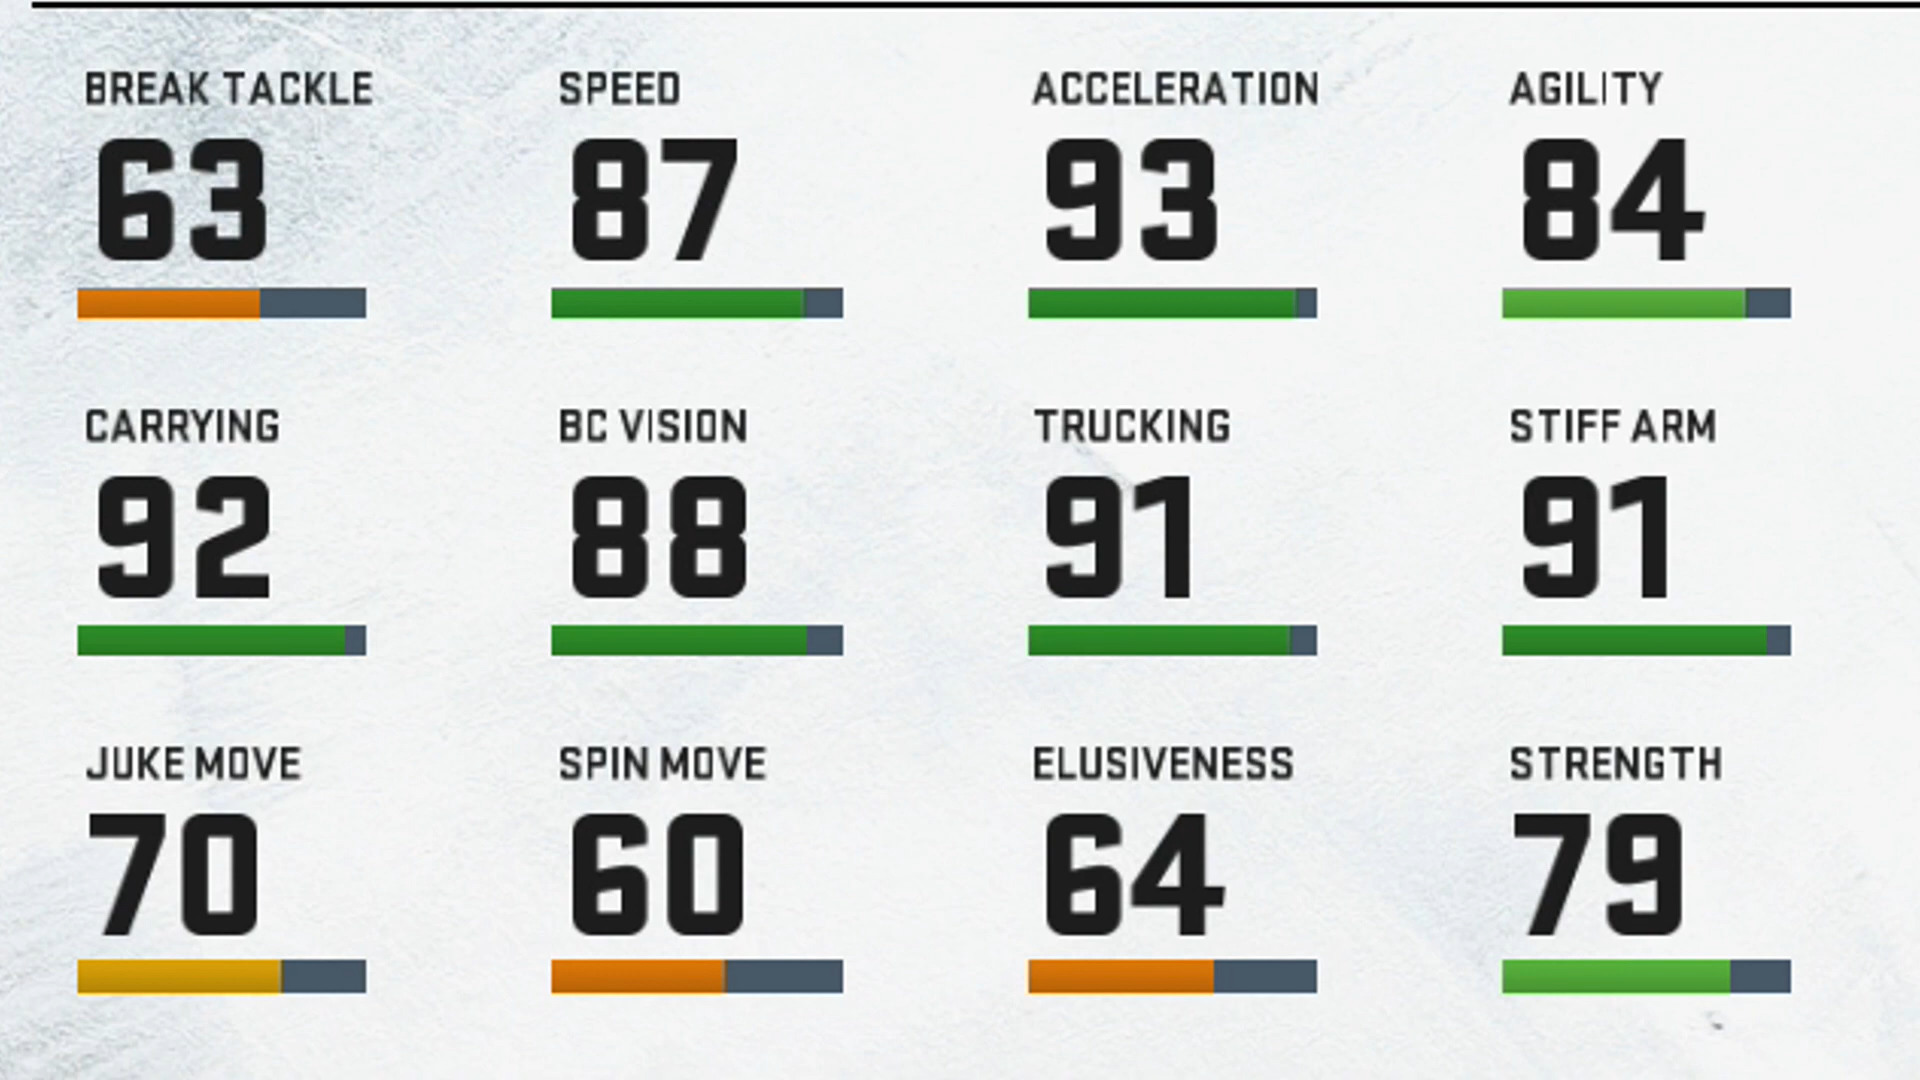 BREAK TACKLE SPEED ACCELERATION AGILITY
63 87 93 84
CARRYING BC VISION TRUCKING STIFF ARM
92 88 91 91
JUKE MOVE SPIN MOVE ELUSIVENESS STRENGTH
70 60 64 79